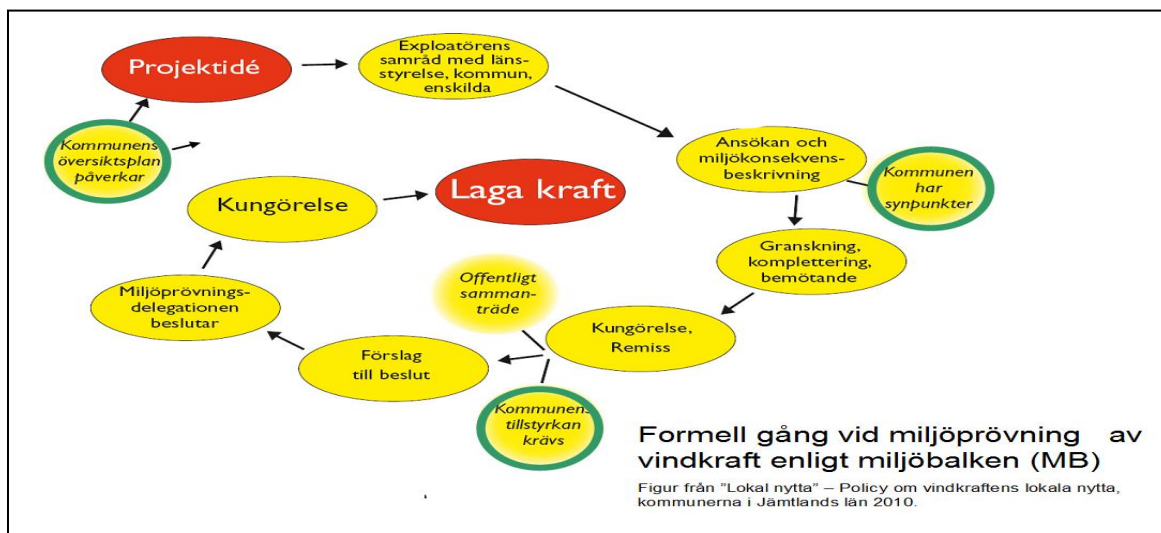 Projektidé
Exploatörens
samråd med läns-
styrelse, kommun,
enskilda
Kommunens
översiktsplan
påverkar
Ansökan och
miljökonsekvens-
beskrivning
Kommunen
har
synpunkter
Laga kraft
Kungörelse
Granskning,
komplettering,
bemötande
Offentligt
samman-
träde
Miljöprövnings-
delegationen
beslutar
Kungörelse,
Remiss
Förslag
till beslut
Kommunens
tillstyrkan
krävs
Formell gång vid miljöprövning av
vindkraft enligt miljöbalken (MB)
Figur från "Lokal nytta" – Policy om vindkraftens lokala nytta,
kommunerna i Jämtlands län 2010.